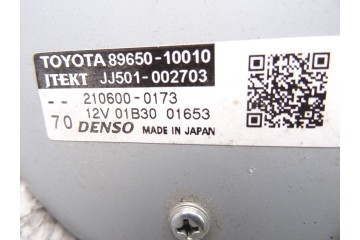 TOYOTA 89650-10010
JTEKT JJ501-002703
-- 210600-0173
12V 01B30 01653
70 DENSO MADE IN JAPAN